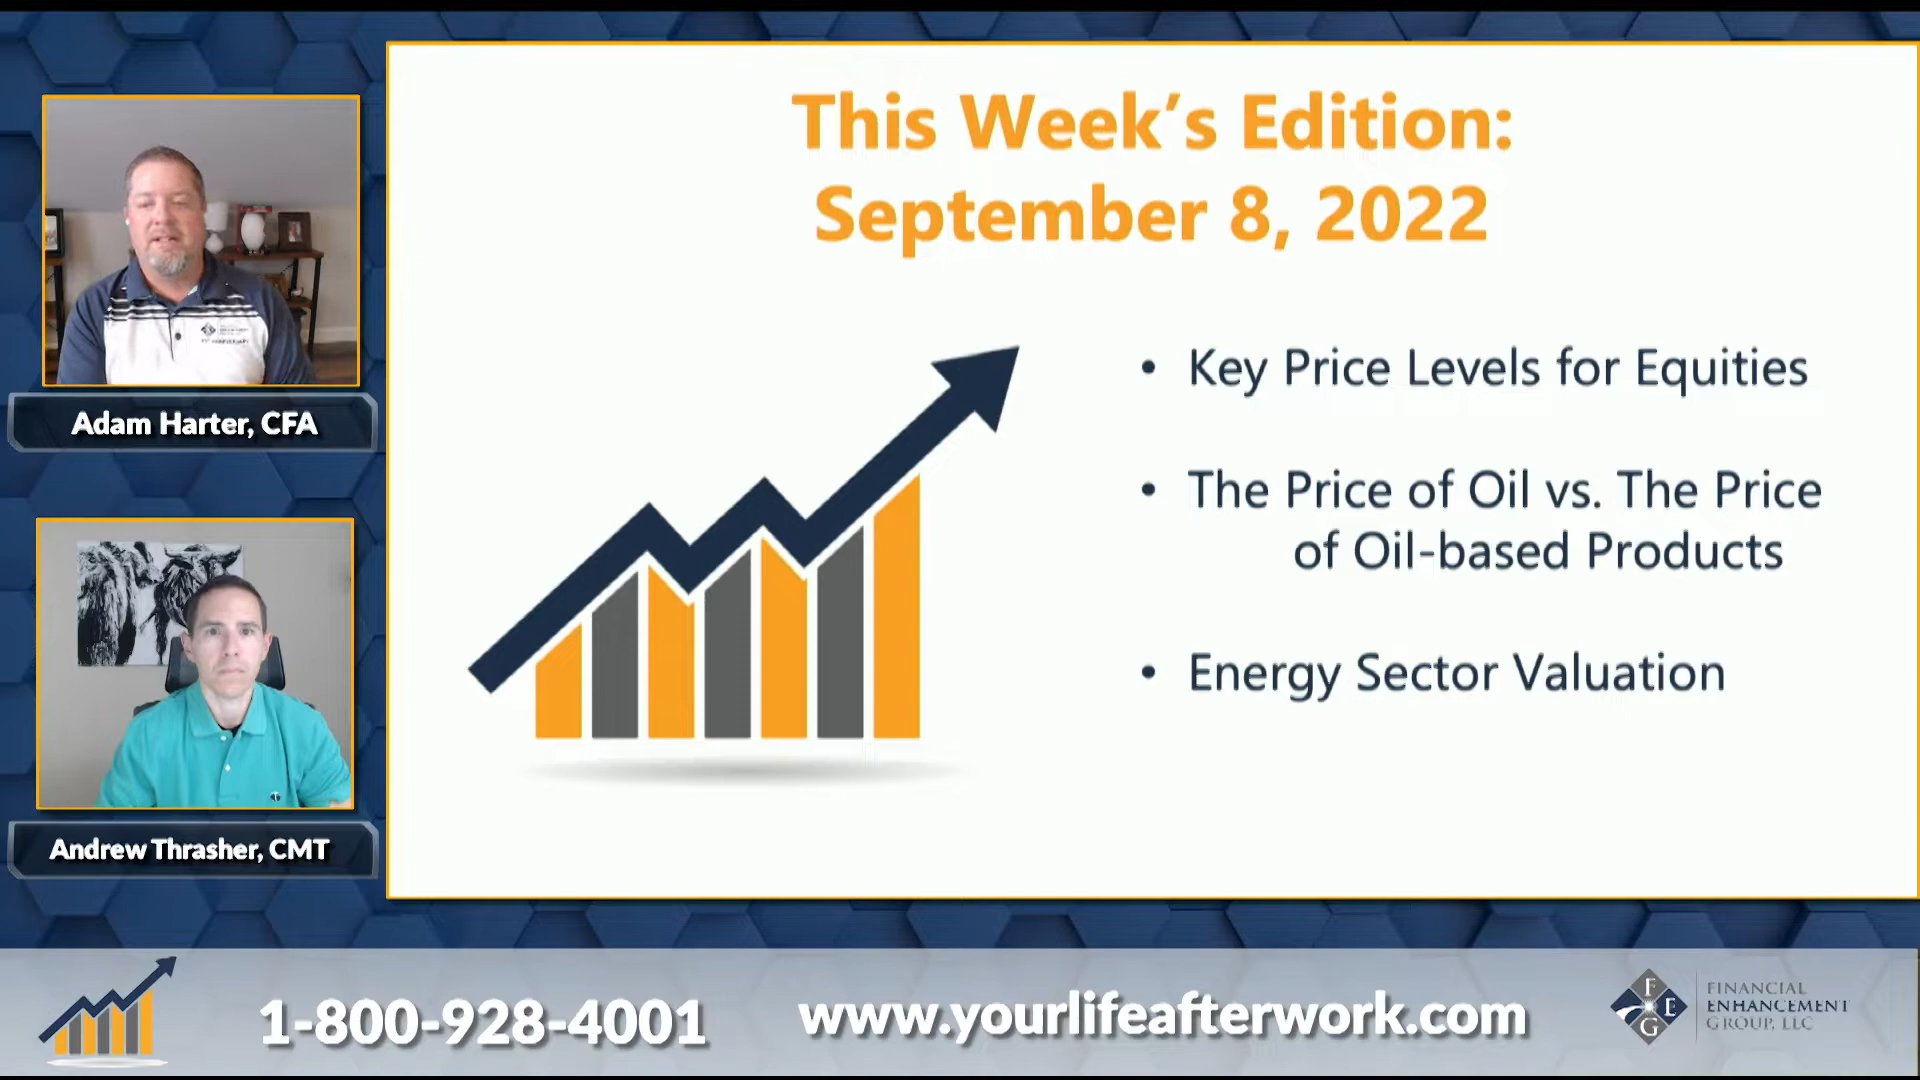 This Week's Edition:
September 8, 2022
• Key Price Levels for Equities
• The Price of Oil vs. The Price
of Oil-based Products
• Energy Sector Valuation
Adam Harter, CFA
Andrew Thrasher, CMT
1-800-928-4001
www.yourlifeafterwork.com
F
E
G
FINANCIAL
ENHANCEMENT
GROUP, LLC